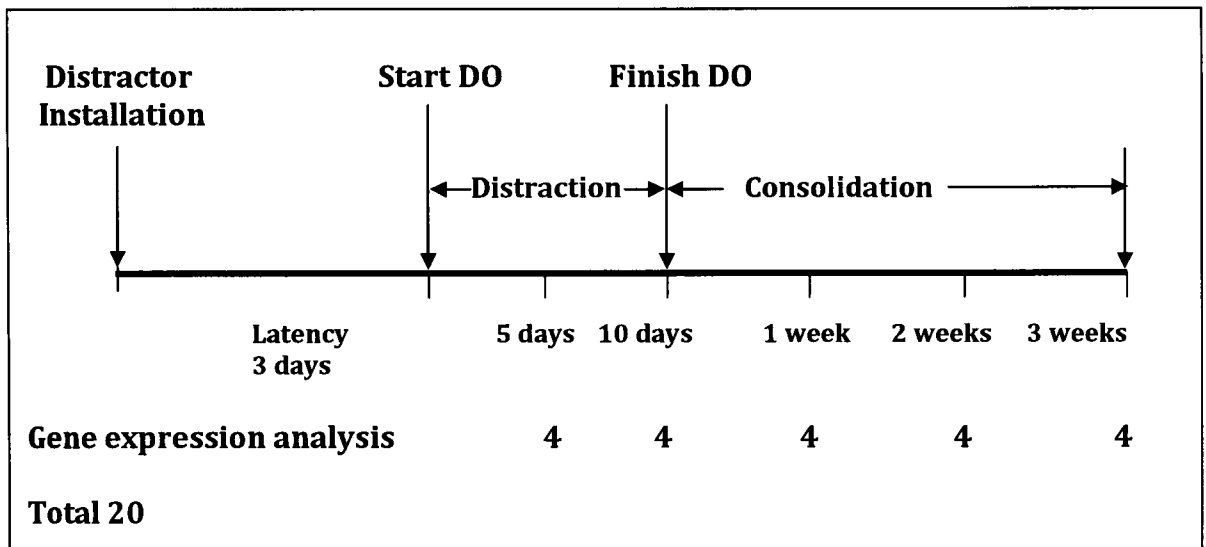 Distractor
Installation
Start DO
Finish DO
Distraction
Consolidation
Latency
3 days
5 days
10 days
1 week
2 weeks
3 weeks
Gene expression analysis 4 4 4 4 4
Total 20